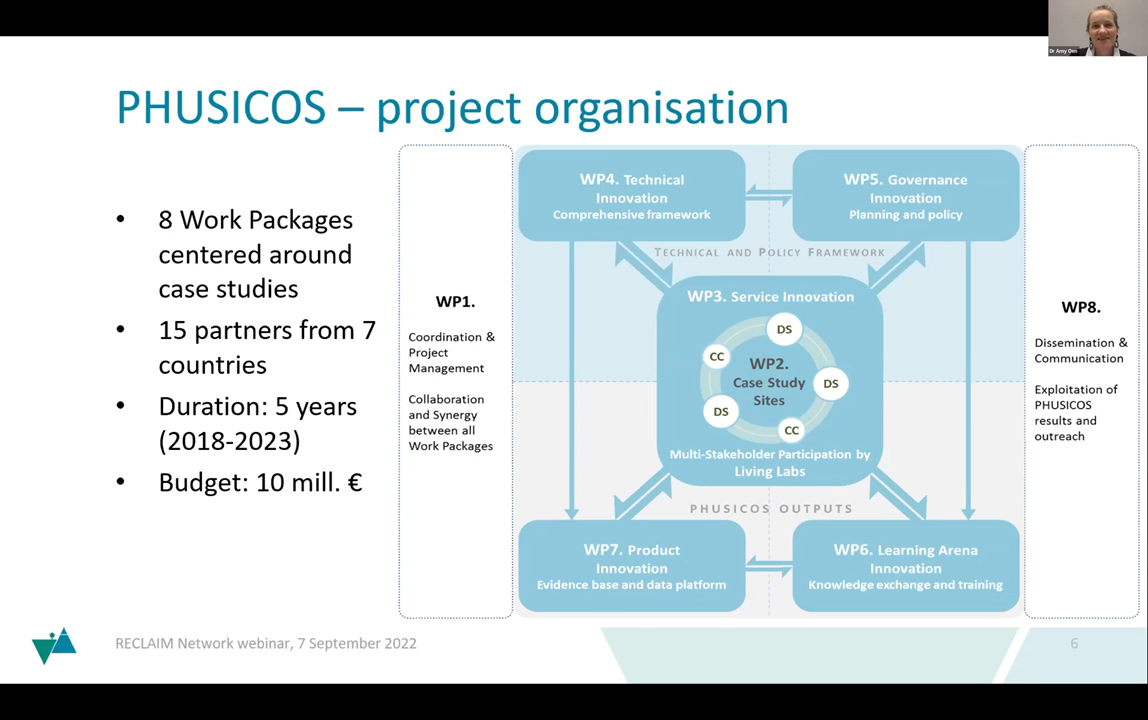 Dr Amy Oen
PHUSICOS – project organisation
• 8 Work Packages
centered around
case studies
• 15 partners from 7
countries
• Duration: 5 years
(2018-2023)
• Budget: 10 mill. €
WP1.
Coordination &
Project
Management
Collaboration
and Synergy
between all
Work Packages
WP4. Technical
Innovation
Comprehensive framework
WP5. Governance
Innovation
Planning and policy
TECHNICAL AND POLICY FRAMEWORK
WP3. Service Innovation
DS
CC
WP2.
Case Study
Sites
DS
DS
CC
Multi-Stakeholder Participation by
Living Labs
PHUSICOS OUTPUTS
WP7. Product
Innovation
Evidence base and data platform
WP6. Learning Arena
Innovation
Knowledge exchange and training
WP8.
Dissemination &
Communication
Exploitation of
PHUSICOS
results and
outreach
RECLAIM Network webinar, 7 September 2022
6